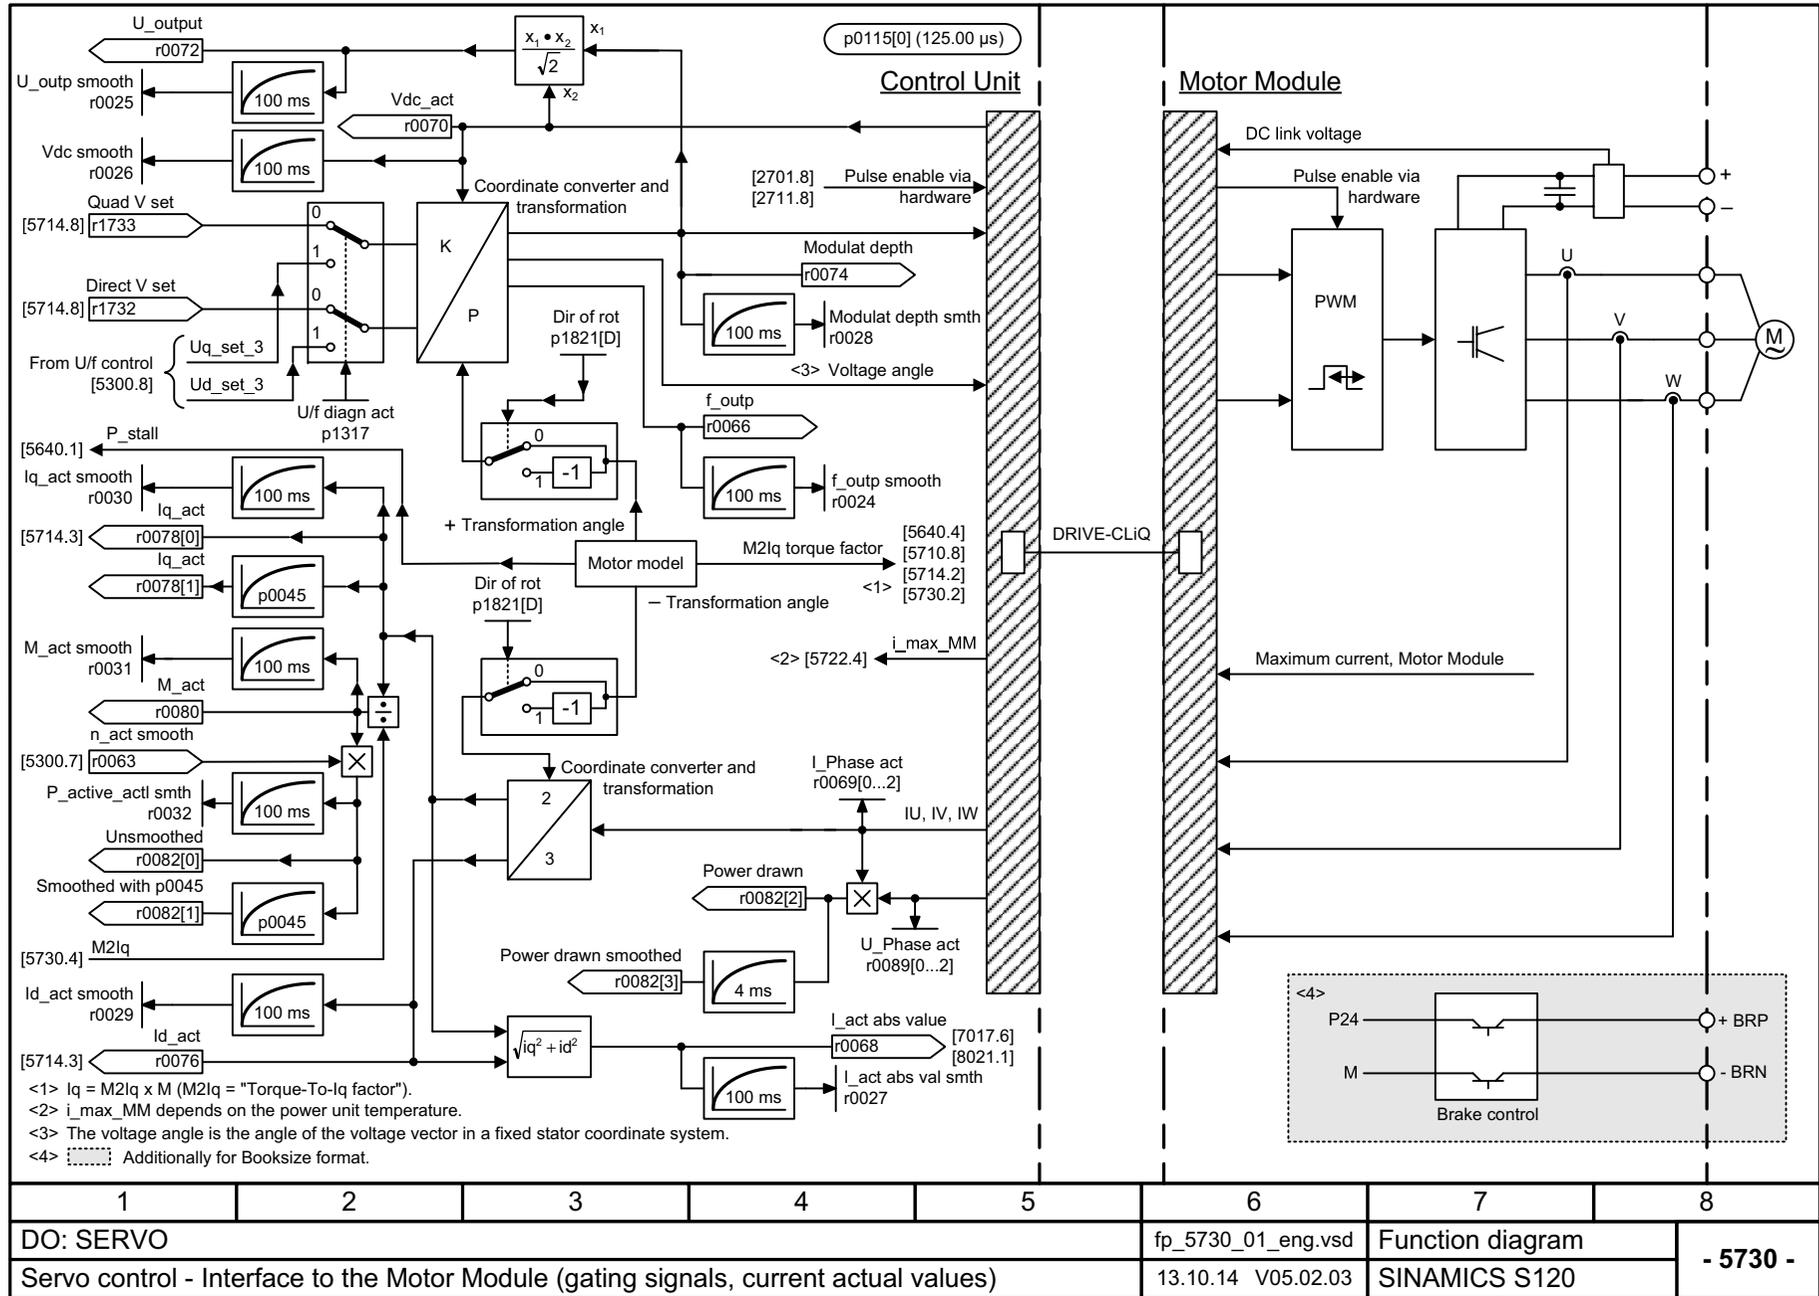 U_output
r0072
U_outp smooth
r0025
100 ms
x1 • x2
√2
x1
x2
p0115[0] (125.00 µs)
Control Unit
Motor Module
Vdc_act
r0070
Vdc smooth
r0026
100 ms
DC link voltage
+
–
Quad V set
[5714.8]
r1733
0
1
Coordinate converter and
transformation
K
P
[2701.8]
[2711.8]
Pulse enable via
hardware
Pulse enable via
hardware
Direct V set
[5714.8]
r1732
0
1
Modulat depth
r0074
100 ms
Modulat depth smth
r0028
Dir of rot
p1821[D]
PWM
U
V
W
M
~
From U/f control
[5300.8]
Uq_set_3
Ud_set_3
U/f diagn act
p1317
<3> Voltage angle
f_outp
r0066
100 ms
f_outp smooth
r0024
0
1
-1
[5640.1]
P_stall
Iq_act smooth
r0030
100 ms
Iq_act
[5714.3]
r0078[0]
Iq_act
r0078[1]
p0045
+ Transformation angle
Motor model
M2Iq torque factor
[5640.4]
[5710.8]
[5714.2]
<1> [5730.2]
DRIVE-CLiQ
Dir of rot
p1821[D]
– Transformation angle
M_act smooth
r0031
100 ms
M_act
r0080
÷
0
1
-1
<2> [5722.4]
i_max_MM
Maximum current, Motor Module
n_act smooth
[5300.7]
r0063
×
P_active_actl smth
r0032
100 ms
Coordinate converter and
transformation
2
3
I_Phase act
r0069[0...2]
IU, IV, IW
Unsmoothed
r0082[0]
Smoothed with p0045
r0082[1]
p0045
Power drawn
r0082[2]
×
U_Phase act
r0089[0...2]
[5730.4]
M2Iq
Power drawn smoothed
r0082[3]
4 ms
Id_act smooth
r0029
100 ms
Id_act
[5714.3]
r0076
√iq² + id²
I_act abs value
r0068
[7017.6]
[8021.1]
100 ms
I_act abs val smth
r0027
<4>
P24
M
+ BRP
- BRN
Brake control
<1> Iq = M2Iq x M (M2Iq = "Torque-To-Iq factor").
<2> i_max_MM depends on the power unit temperature.
<3> The voltage angle is the angle of the voltage vector in a fixed stator coordinate system.
<4> Additionally for Booksize format.
1 2 3 4 5 6 7 8
DO: SERVO
fp_5730_01_eng.vsd
Function diagram
- 5730 -
Servo control - Interface to the Motor Module (gating signals, current actual values)
13.10.14 V05.02.03
SINAMICS S120